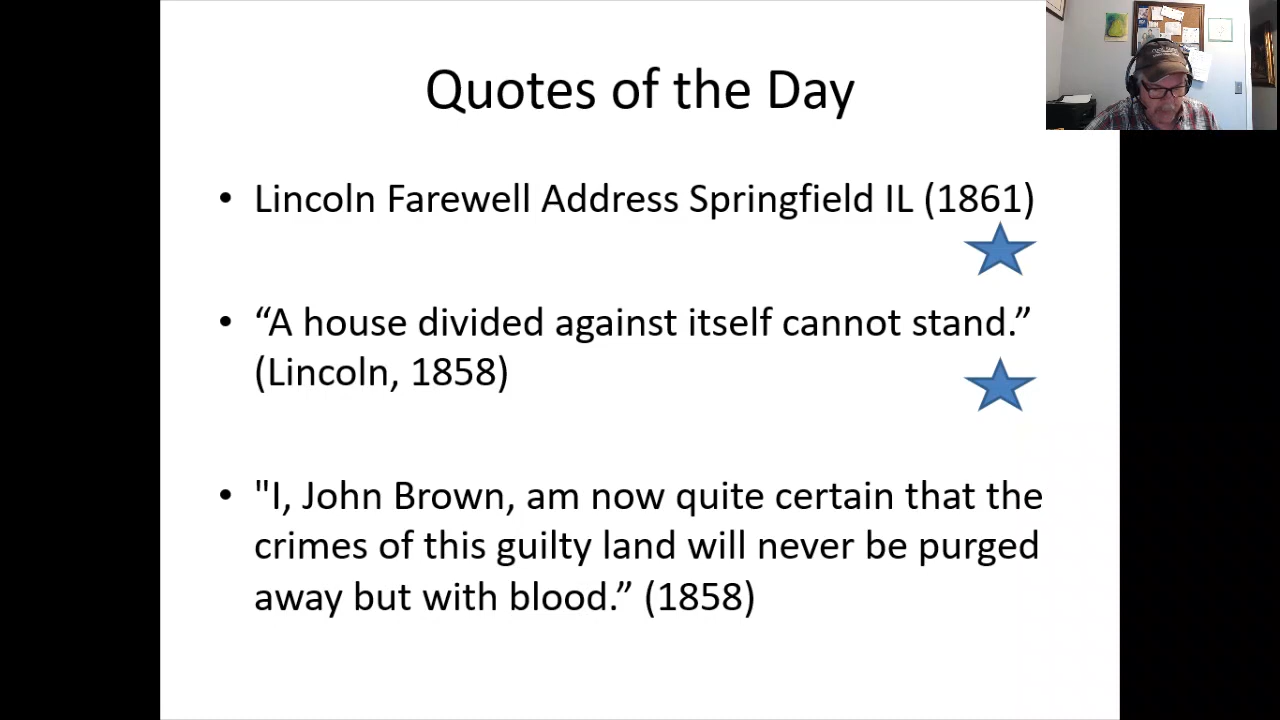 Quotes of the Day
• Lincoln Farewell Address Springfield IL (1861)
• “A house divided against itself cannot stand.”
(Lincoln, 1858)
• "I, John Brown, am now quite certain that the
crimes of this guilty land will never be purged
away but with blood.” (1858)